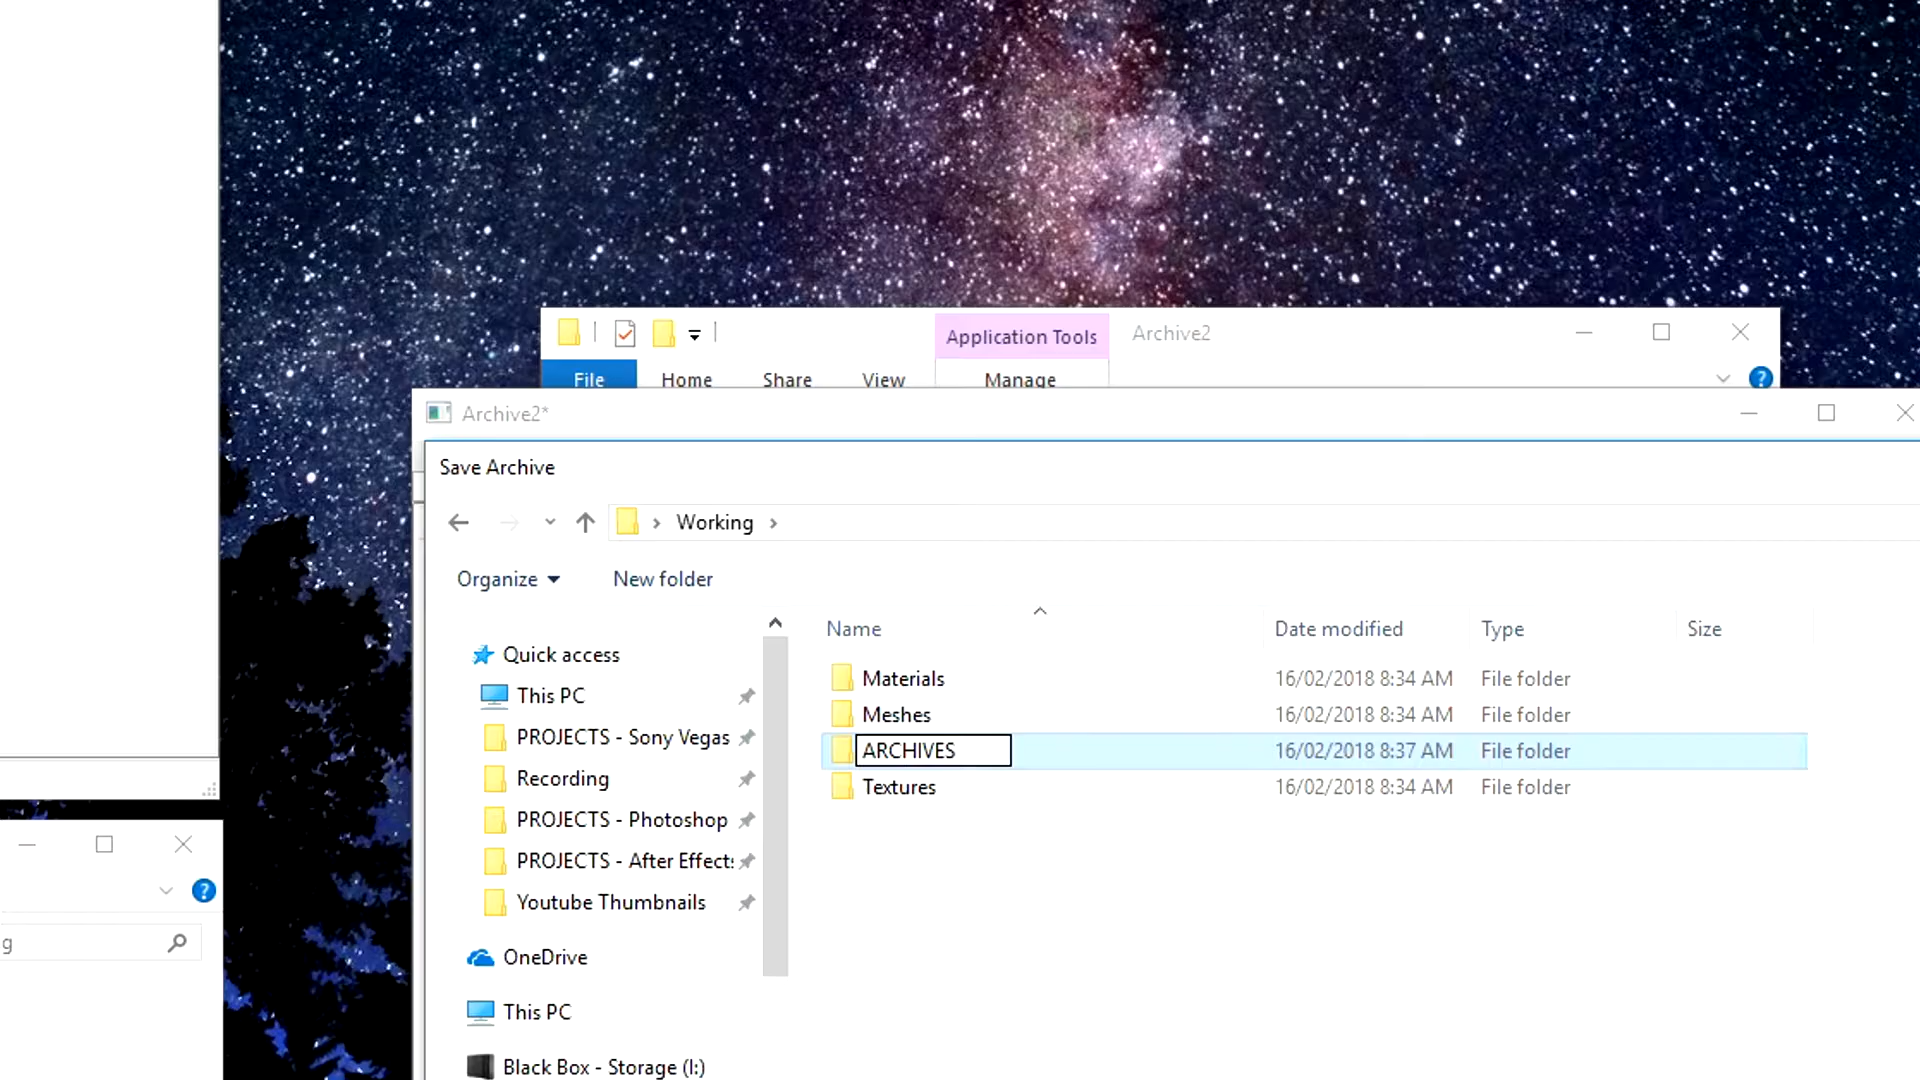 Application Tools
Archive2
File
Home
Share
View
Manage
?
Archive2*
Save Archive
Working
Organize
New folder
Name
Date modified
Type
Size
Quick access
This PC
PROJECTS - Sony Vegas
Recording
PROJECTS - Photoshop
PROJECTS - After Effects
Youtube Thumbnails
OneDrive
This PC
Black Box - Storage (I:)
Materials 16/02/2018 8:34 AM File folder
Meshes 16/02/2018 8:34 AM File folder
ARCHIVES 16/02/2018 8:37 AM File folder
Textures 16/02/2018 8:34 AM File folder
?
g